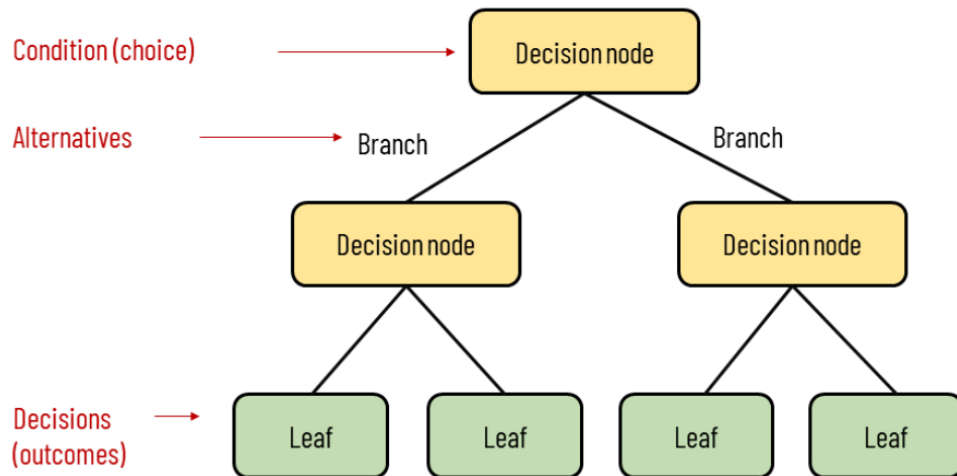 Condition (choice)
Decision node
Alternatives
Branch
Branch
Decision node
Decision node
Decisions
(outcomes)
Leaf
Leaf
Leaf
Leaf